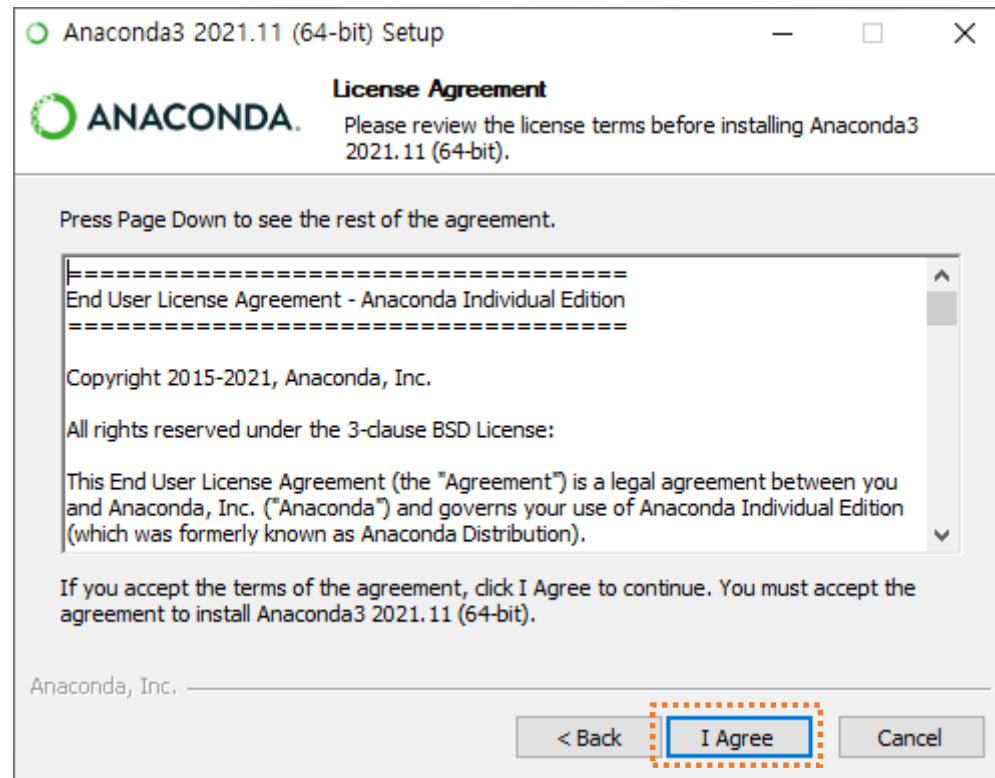 Anaconda3 2021.11 (64-bit) Setup
ANACONDA.
License Agreement
Please review the license terms before installing Anaconda3
2021.11 (64-bit).
Press Page Down to see the rest of the agreement.
===================================
End User License Agreement - Anaconda Individual Edition
===================================
Copyright 2015-2021, Anaconda, Inc.
All rights reserved under the 3-clause BSD License:
This End User License Agreement (the "Agreement") is a legal agreement between you
and Anaconda, Inc. ("Anaconda") and governs your use of Anaconda Individual Edition
(which was formerly known as Anaconda Distribution).
If you accept the terms of the agreement, click I Agree to continue. You must accept the
agreement to install Anaconda3 2021.11 (64-bit).
Anaconda, Inc.
< Back
I Agree
Cancel